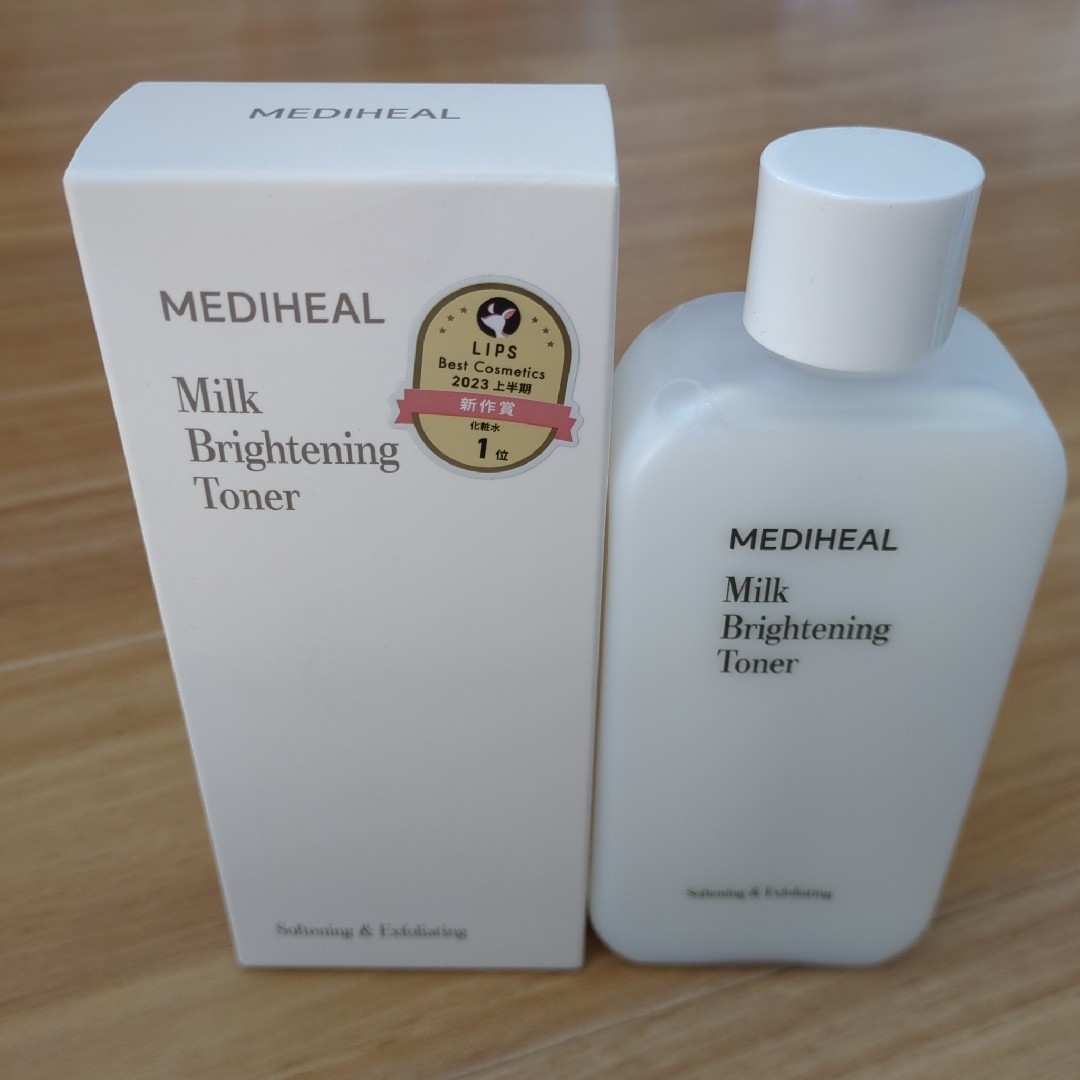 MEDIHEAL
MEDIHEAL
Milk
Brightening
Toner
LIPS
Best Cosmetics
2023 上半期
新作賞
化粧水
1位
Softening & Exfoliating
MEDIHEAL
Milk
Brightening
Toner
Softening & Exfoliating